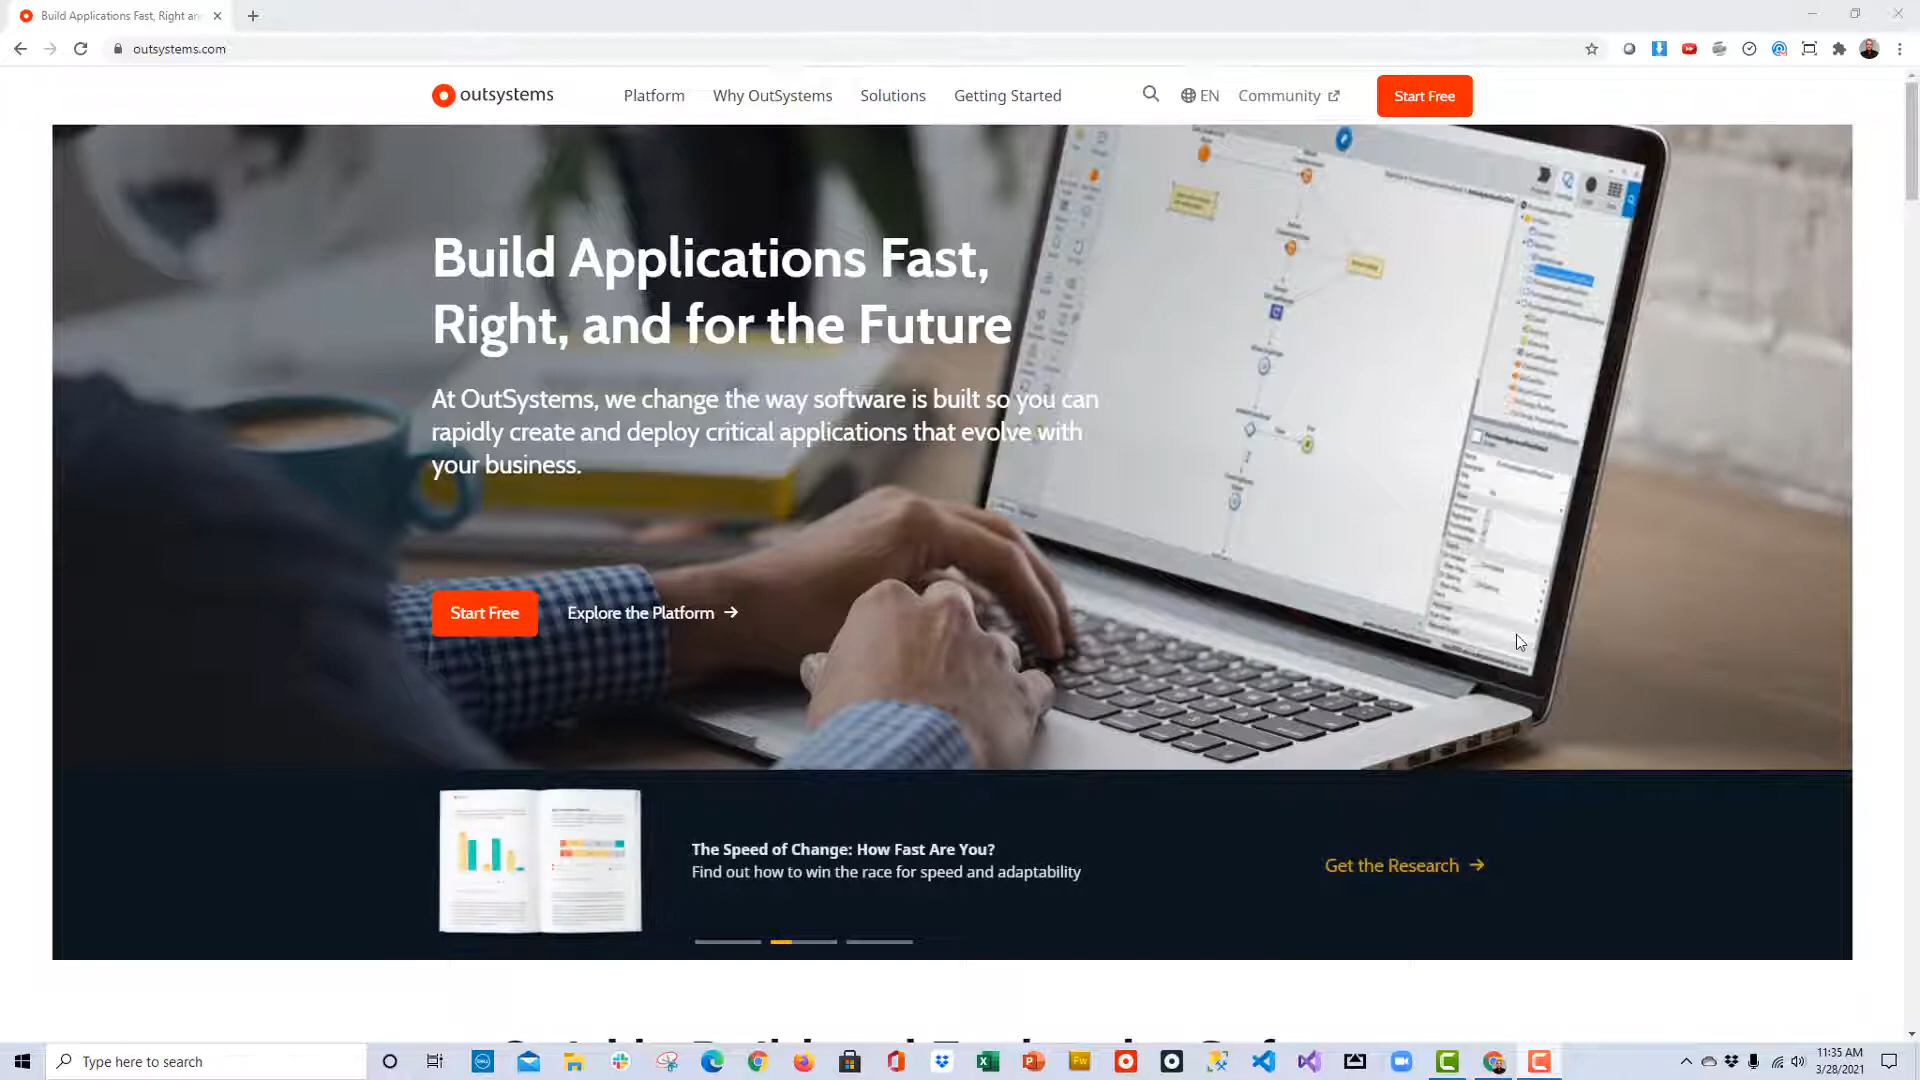 Build Applications Fast, Right an
outsystems.com
outsystems
Platform
Why OutSystems
Solutions
Getting Started
EN
Community
Start Free
Build Applications Fast,
Right, and for the Future
At OutSystems, we change the way software is built so you can
rapidly create and deploy critical applications that evolve with
your business.
Start Free
Explore the Platform
The Speed of Change: How Fast Are You?
Find out how to win the race for speed and adaptability
Get the Research
Type here to search
11:35 AM
3/28/2021